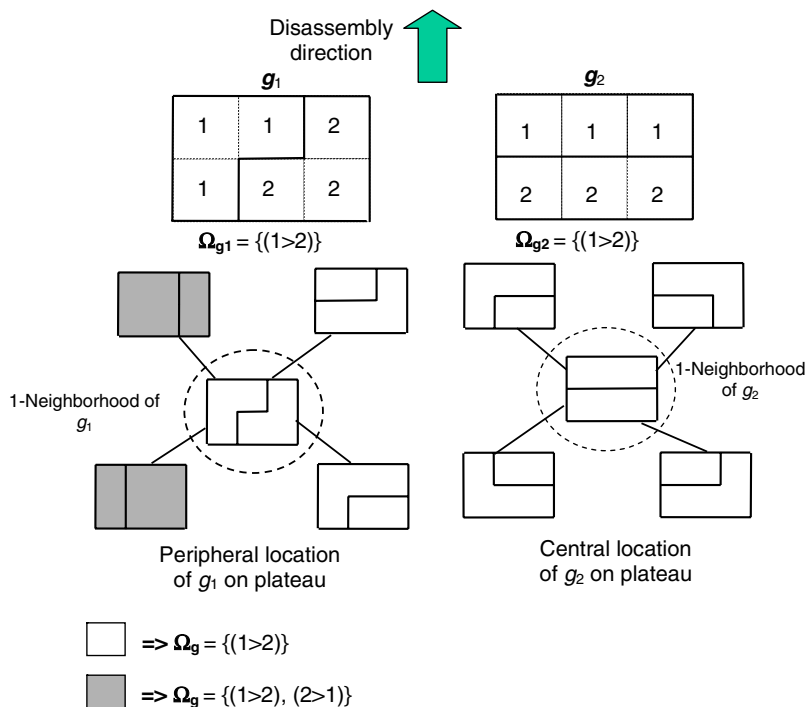 Disassembly
direction
g1
g2
1 1 2
1 2 2
1 1 1
2 2 2
Ωg1 = {(1>2)}
Ωg2 = {(1>2)}
1-Neighborhood of
g1
1-Neighborhood
of g2
Peripheral location
of g1 on plateau
Central location
of g2 on plateau
=> Ωg = {(1>2)}
=> Ωg = {(1>2), (2>1)}